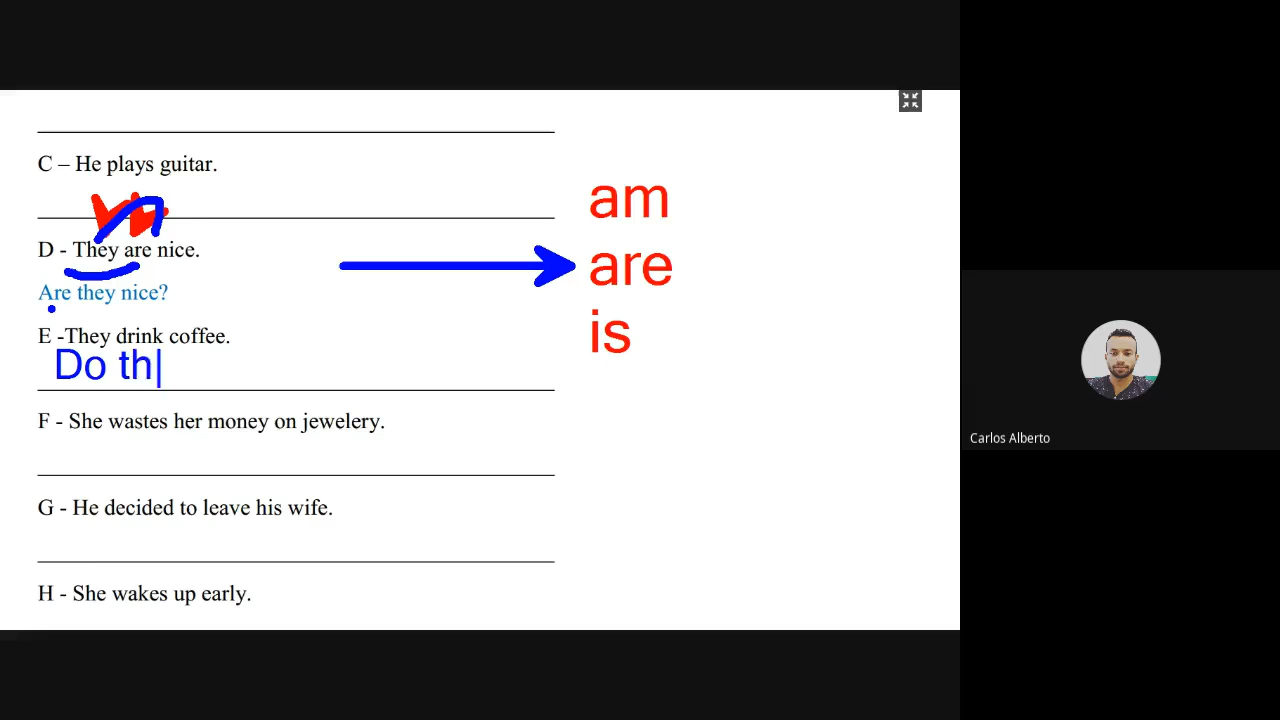 C – He plays guitar.
D - They are nice.
Are they nice?
E -They drink coffee.
Do th
F - She wastes her money on jewelery.
G - He decided to leave his wife.
H - She wakes up early.
am
are
is
Carlos Alberto